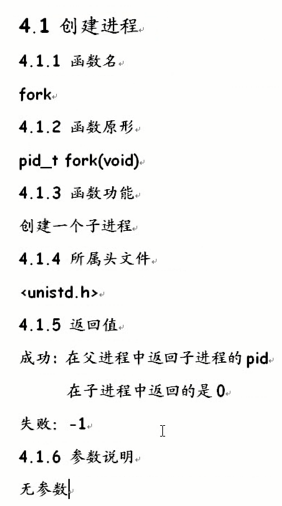 4.1 创建进程
4.1.1 函数名
fork
4.1.2 函数原形
pid_t fork(void)
4.1.3 函数功能
创建一个子进程
4.1.4 所属头文件
<unistd.h>
4.1.5 返回值
成功：在父进程中返回子进程的 pid
在子进程中返回的是 0
失败：-1
4.1.6 参数说明
无参数